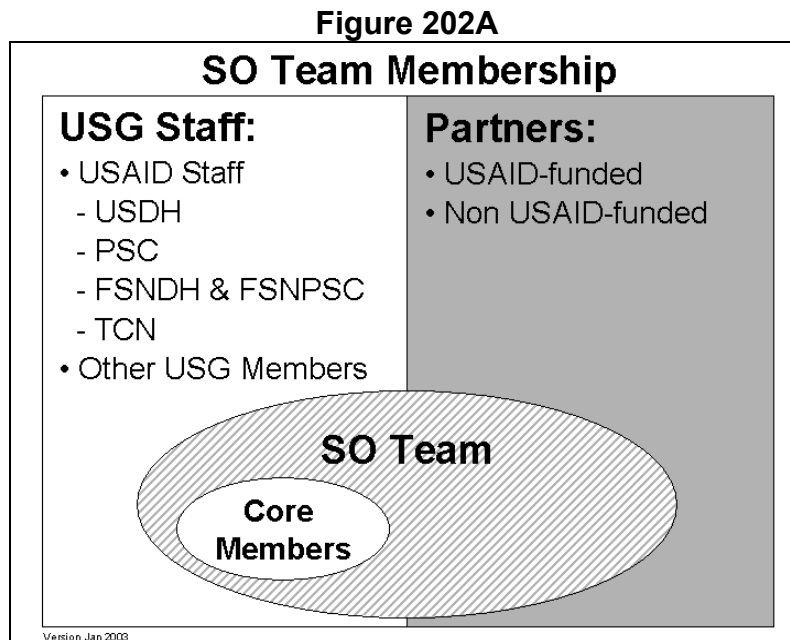 Figure 202A
SO Team Membership
USG Staff:
• USAID Staff
- USDH
- PSC
- FSNDH & FSNPSC
- TCN
• Other USG Members
Partners:
• USAID-funded
• Non USAID-funded
SO Team
Core
Members
Version Jan 2003